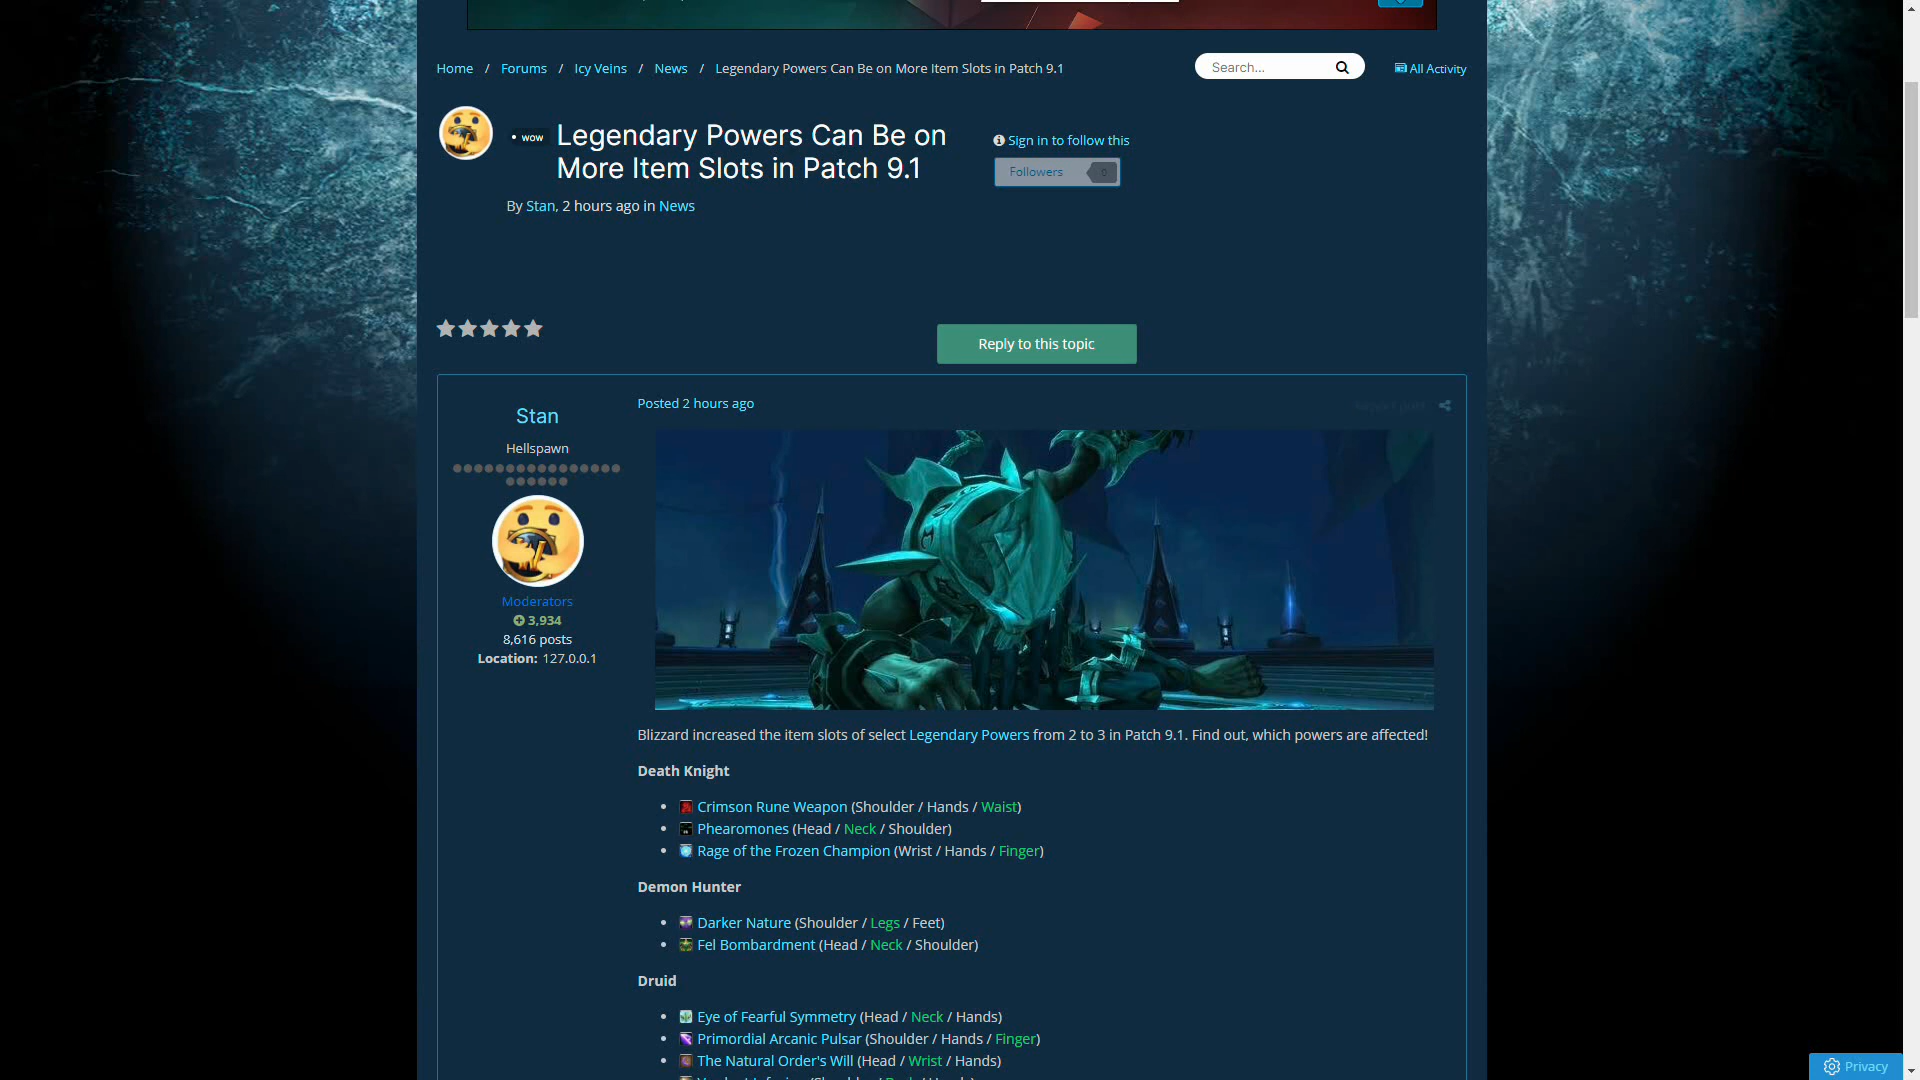 Home / Forums / Icy Veins / News / Legendary Powers Can Be on More Item Slots in Patch 9.1
Search...
All Activity
WOW
Legendary Powers Can Be on
More Item Slots in Patch 9.1
Sign in to follow this
Followers 0
By Stan, 2 hours ago in News
Reply to this topic
Stan
Hellspawn
Moderators
3,934
8,616 posts
Location: 127.0.0.1
Posted 2 hours ago
Report post
Blizzard increased the item slots of select Legendary Powers from 2 to 3 in Patch 9.1. Find out, which powers are affected!
Death Knight
Crimson Rune Weapon (Shoulder / Hands / Waist)
Phearomones (Head / Neck / Shoulder)
Rage of the Frozen Champion (Wrist / Hands / Finger)
Demon Hunter
Darker Nature (Shoulder / Legs / Feet)
Fel Bombardment (Head / Neck / Shoulder)
Druid
Eye of Fearful Symmetry (Head / Neck / Hands)
Primordial Arcanic Pulsar (Shoulder / Hands / Finger)
The Natural Order's Will (Head / Wrist / Hands)
Privacy